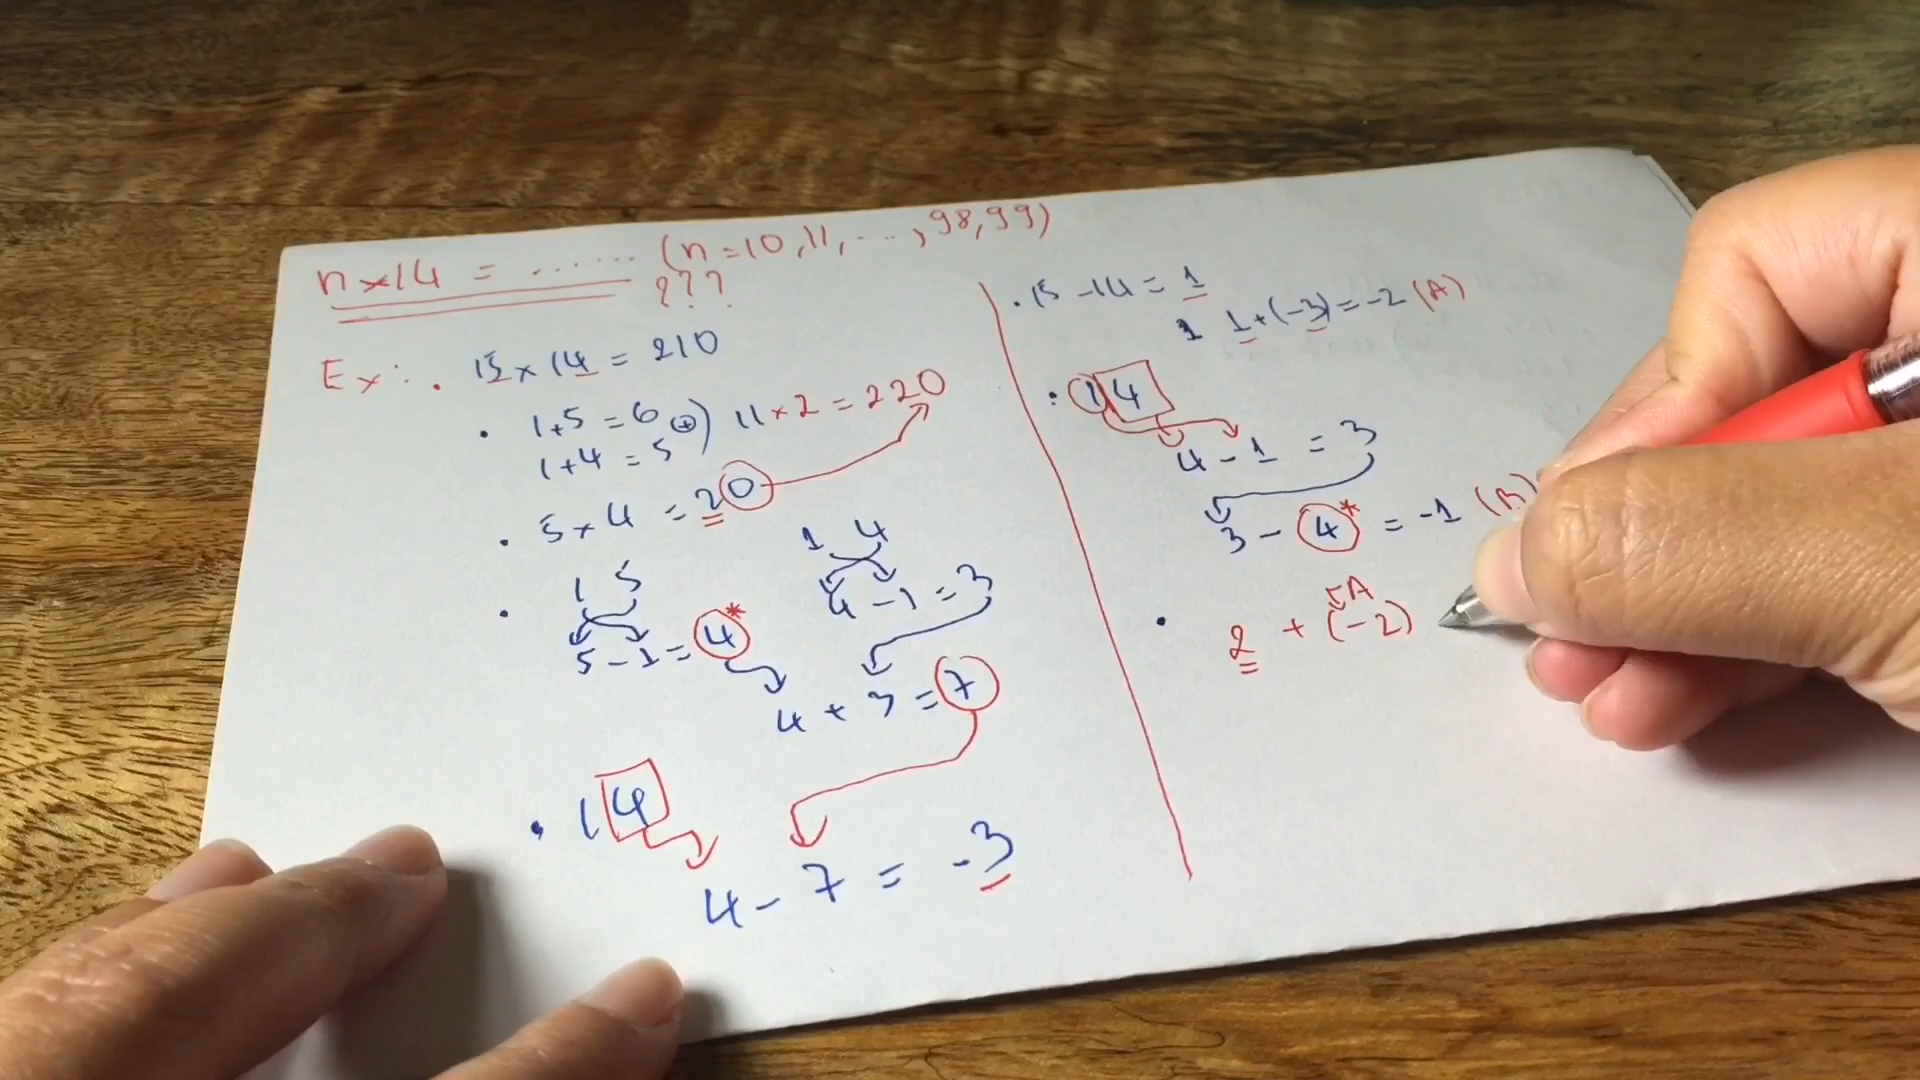 n×14 = ....... (n=10,11,...,98,99)
???
Ex: . 15 × 14 = 210
. 1+5 = 6
1+4 = 5 (+) ) 11×2 = 220
. 5 × 4 = 20
. 1 5
5 - 1 = 4*
1 4
4 - 1 = 3
4 + 3 = 7
. 14
4 - 7 = -3
. 15 - 14 = 1
1 1+(-3) = -2 (A)
. 14
4 - 1 = 3
3 - 4* = -1 (B)
. 2 + (-2)
A